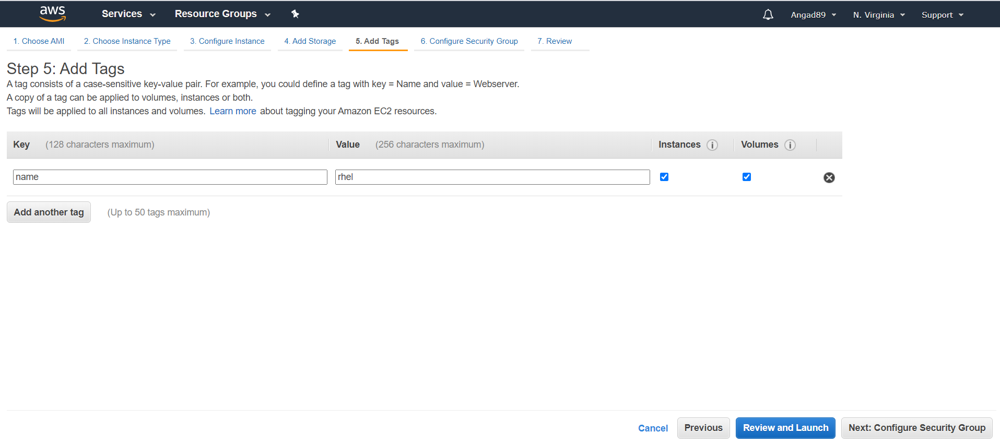 aws Services Resource Groups Angad89 N. Virginia Support
1. Choose AMI 2. Choose Instance Type 3. Configure Instance 4. Add Storage 5. Add Tags 6. Configure Security Group 7. Review
Step 5: Add Tags
A tag consists of a case-sensitive key-value pair. For example, you could define a tag with key = Name and value = Webserver.
A copy of a tag can be applied to volumes, instances or both.
Tags will be applied to all instances and volumes. Learn more about tagging your Amazon EC2 resources.
Key (128 characters maximum) Value (256 characters maximum) Instances i Volumes i
name rhel
Add another tag (Up to 50 tags maximum)
Cancel Previous Review and Launch Next: Configure Security Group